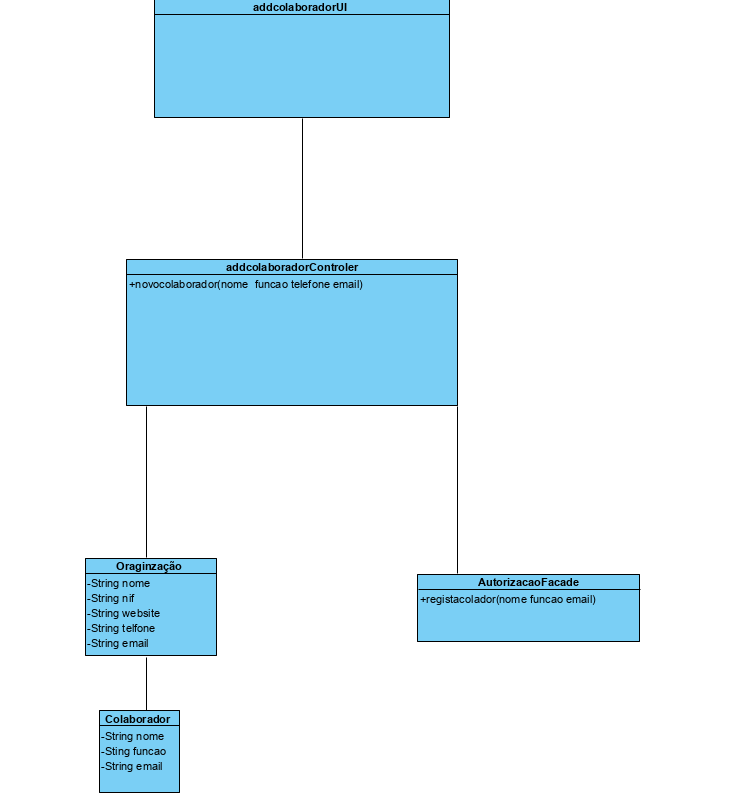 addcolaboradorUI
addcolaboradorControler
+novocolaborador(nome  funcao telefone email)
Oraginzação
-String nome
-String nif
-String website
-String telfone
-String email
AutorizacaoFacade
+registacolador(nome funcao email)
Colaborador
-String nome
-Sting funcao
-String email